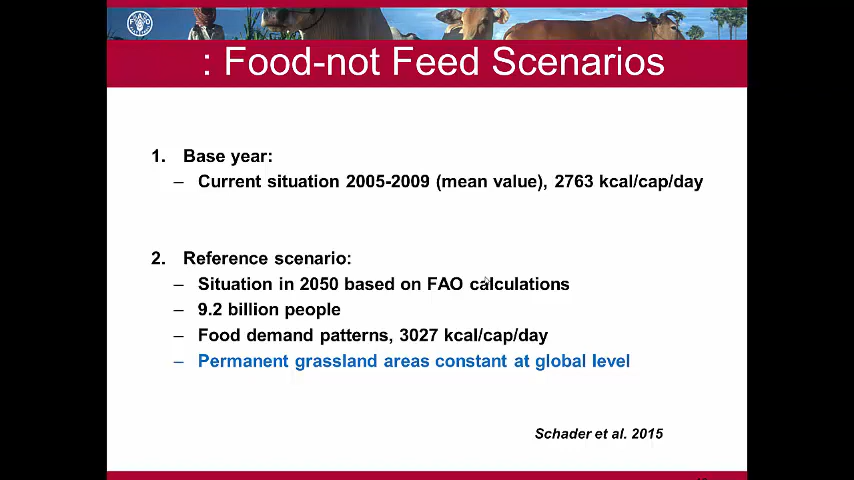 : Food-not Feed Scenarios
1. Base year:
– Current situation 2005-2009 (mean value), 2763 kcal/cap/day
2. Reference scenario:
– Situation in 2050 based on FAO calculations
– 9.2 billion people
– Food demand patterns, 3027 kcal/cap/day
– Permanent grassland areas constant at global level
Schader et al. 2015